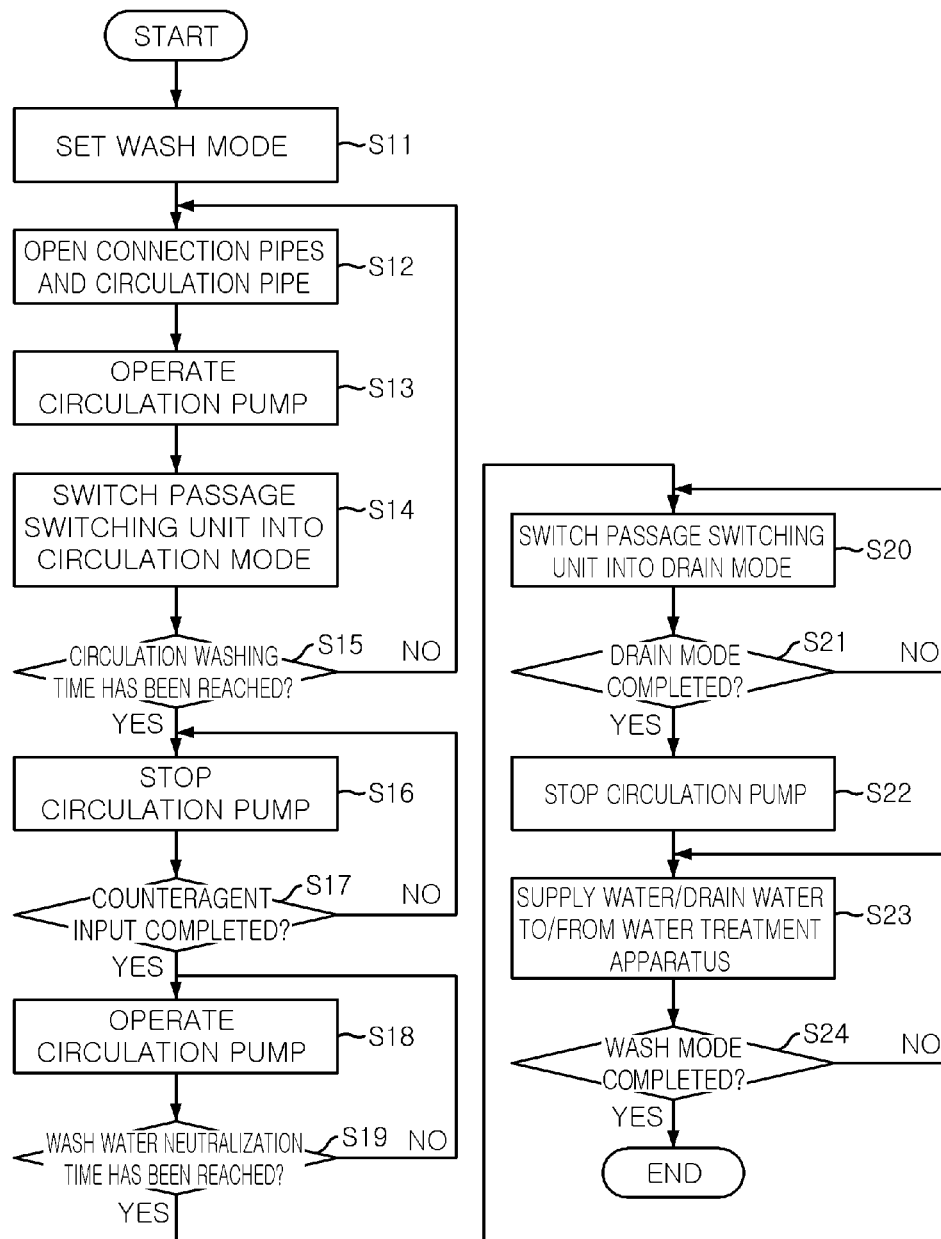 START
SET WASH MODE
S11
OPEN CONNECTION PIPES
AND CIRCULATION PIPE
S12
OPERATE
CIRCULATION PUMP
S13
SWITCH PASSAGE
SWITCHING UNIT INTO
CIRCULATION MODE
S14
CIRCULATION WASHING
TIME HAS BEEN REACHED?
S15
NO
YES
STOP
CIRCULATION PUMP
S16
COUNTERAGENT
INPUT COMPLETED?
S17
NO
YES
OPERATE
CIRCULATION PUMP
S18
WASH WATER NEUTRALIZATION
TIME HAS BEEN REACHED?
S19
NO
YES
SWITCH PASSAGE SWITCHING
UNIT INTO DRAIN MODE
S20
DRAIN MODE
COMPLETED?
S21
NO
YES
STOP CIRCULATION PUMP
S22
SUPPLY WATER/DRAIN WATER
TO/FROM WATER TREATMENT
APPARATUS
S23
WASH MODE
COMPLETED?
S24
NO
YES
END